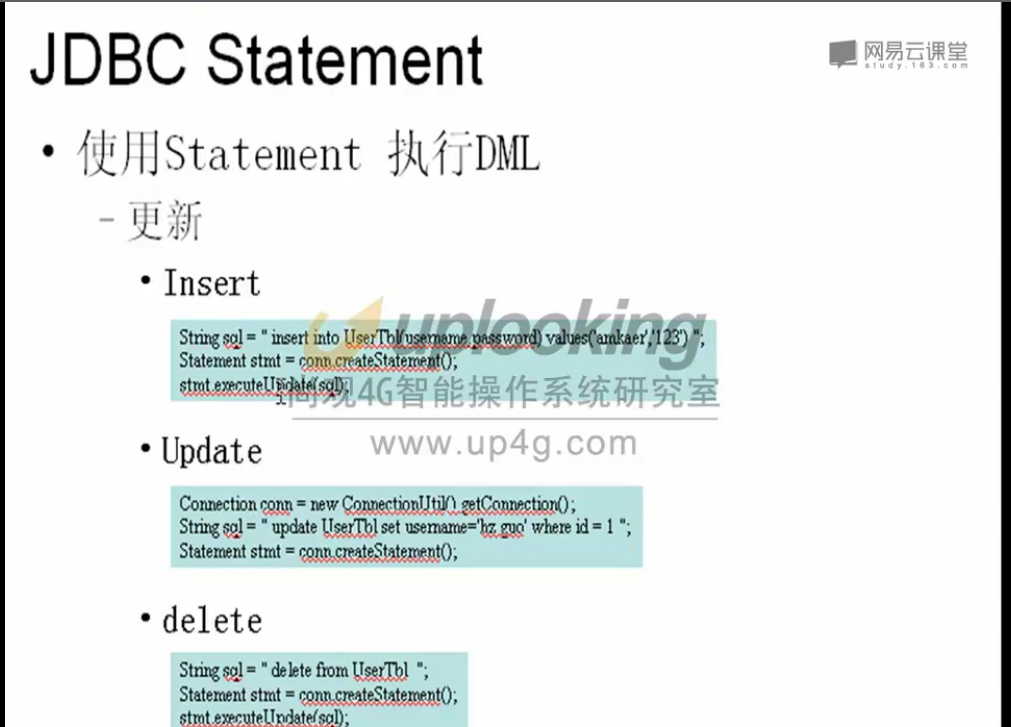 JDBC Statement
网易云课堂
study.163.com
• 使用Statement 执行DML
– 更新
• Insert
String sql = " insert into UserTbl(username,password) values('amkaer','123') ";
Statement stmt = conn.createStatement();
stmt.executeUpdate(sql);
uplooking
尚观4G智能操作系统研究室
www.up4g.com
• Update
Connection conn = new ConnectionUtil().getConnection();
String sql = " update UserTbl set username='hz.guo' where id = 1 ";
Statement stmt = conn.createStatement();
• delete
String sql = " delete from UserTbl ";
Statement stmt = conn.createStatement();
stmt.executeUpdate(sql);